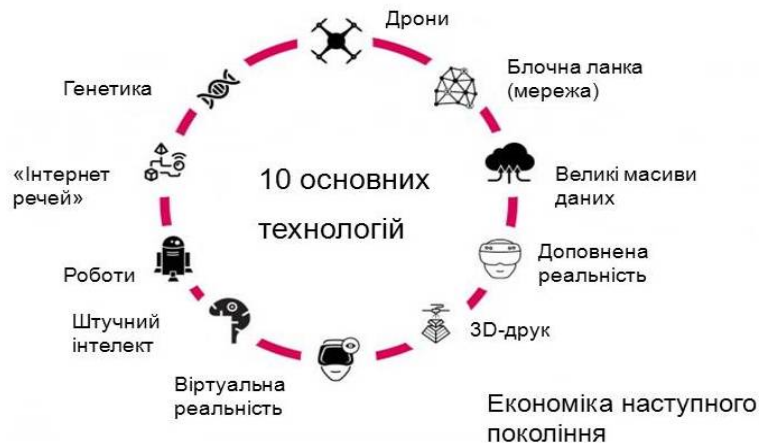 Дрони
Блочна ланка
(мережа)
Великі масиви
даних
Доповнена
реальність
3D-друк
Віртуальна
реальність
Штучний
інтелект
Роботи
«Інтернет
речей»
Генетика
10 основних
технологій
Економіка наступного
покоління